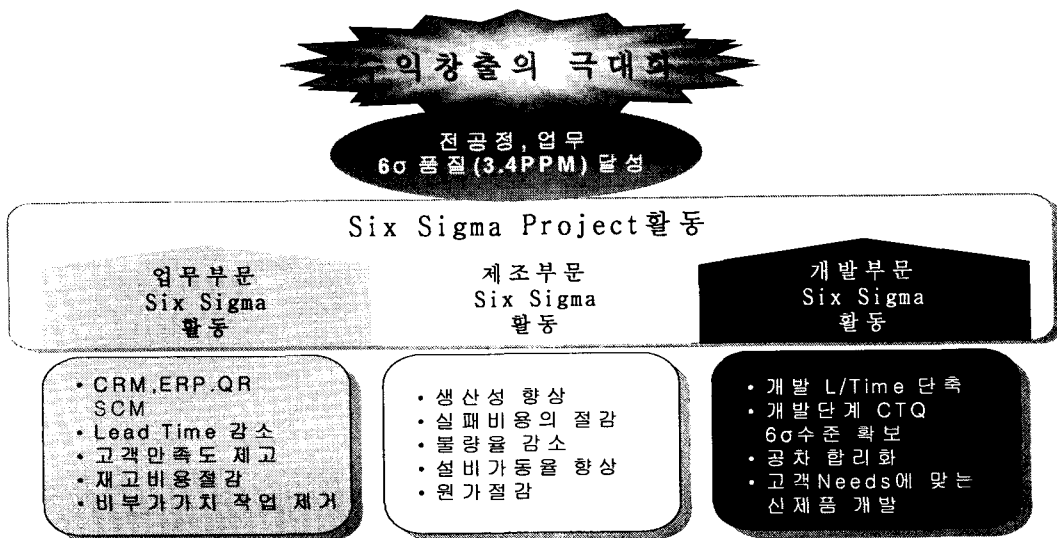 수익창출의 극대화
전공정, 업무
6σ 품질(3.4PPM) 달성
Six Sigma Project활동
업무부문
Six Sigma
활동
제조부문
Six Sigma
활동
개발부문
Six Sigma
활동
• CRM,ERP.QR
SCM
• Lead Time 감소
• 고객만족도 제고
• 재고비용절감
• 비부가가치 작업 제거
• 생산성 향상
• 실패비용의 절감
• 불량율 감소
• 설비가동율 향상
• 원가절감
• 개발 L/Time 단축
• 개발단계 CTQ
6σ수준 확보
• 공차 합리화
• 고객Needs에 맞는
신제품 개발